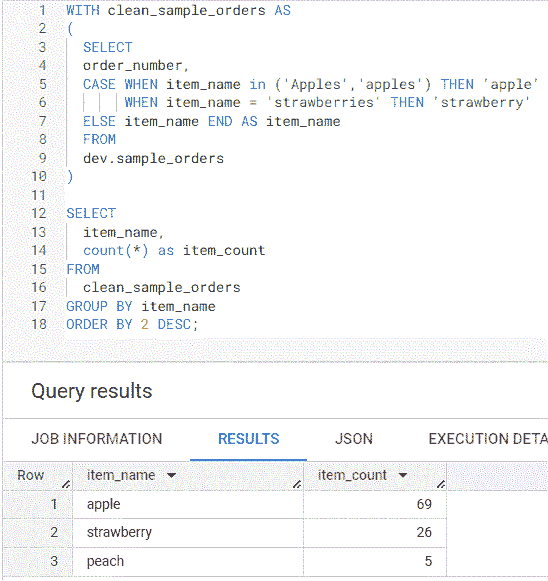 1 WITH clean_sample_orders AS
2 (
3 SELECT
4 order_number,
5 CASE WHEN item_name in ('Apples','apples') THEN 'apple'
6 WHEN item_name = 'strawberries' THEN 'strawberry'
7 ELSE item_name END AS item_name
8 FROM
9 dev.sample_orders
10 )
11
12 SELECT
13 item_name,
14 count(*) as item_count
15 FROM
16 clean_sample_orders
17 GROUP BY item_name
18 ORDER BY 2 DESC;
Query results
JOB INFORMATION RESULTS JSON EXECUTION DETA
Row item_name item_count
1 apple 69
2 strawberry 26
3 peach 5